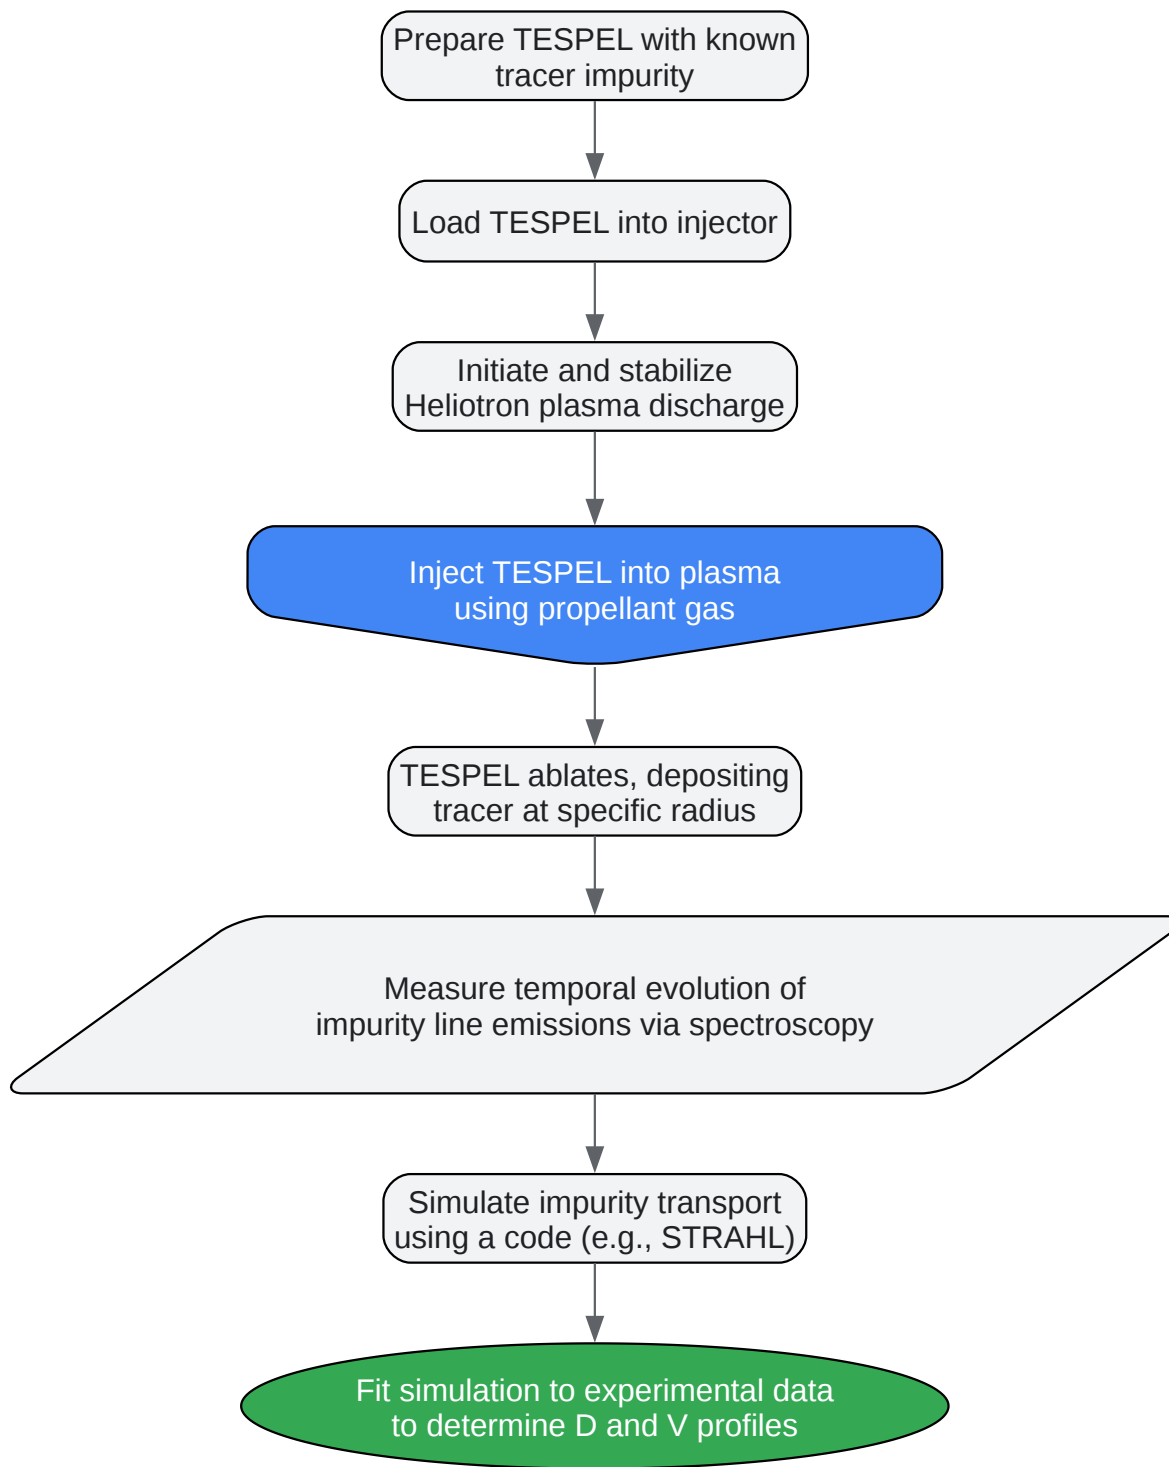 Prepare TESPEL with known
tracer impurity
Load TESPEL into injector
Initiate and stabilize
Heliotron plasma discharge
Inject TESPEL into plasma
using propellant gas
TESPEL ablates, depositing
tracer at specific radius
Measure temporal evolution of
impurity line emissions via spectroscopy
Simulate impurity transport
using a code (e.g., STRAHL)
Fit simulation to experimental data
to determine D and V profiles